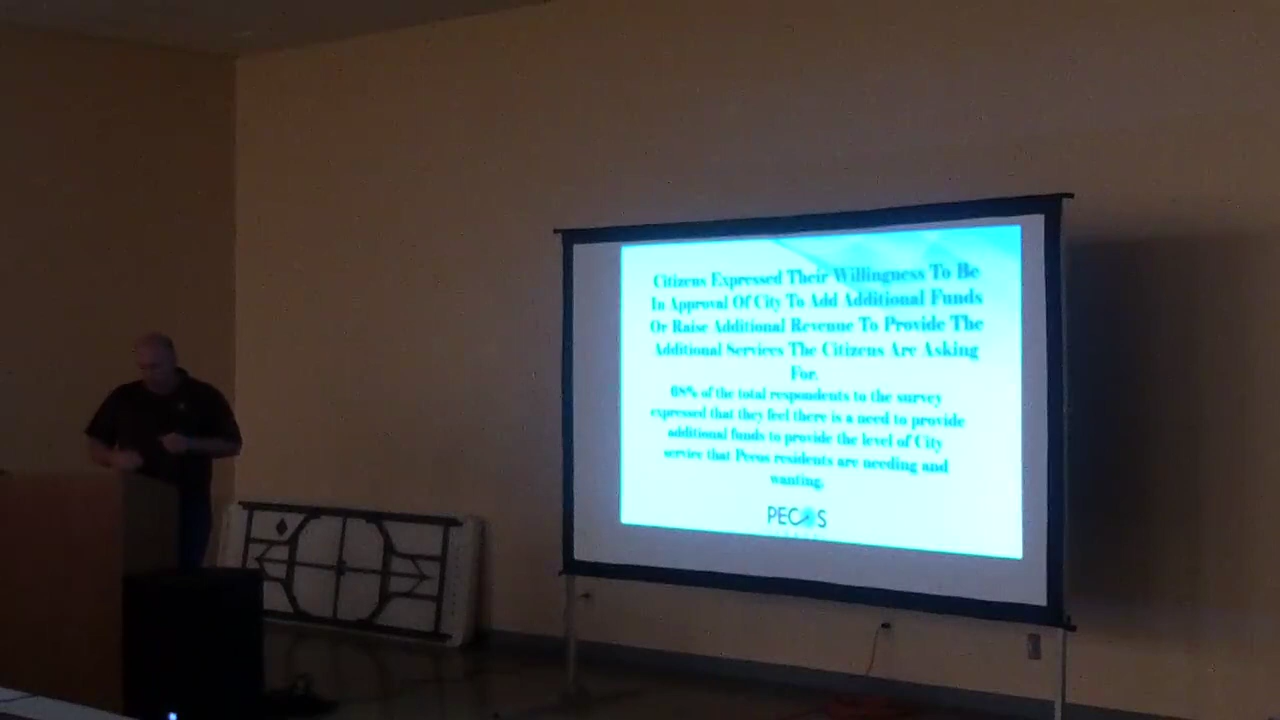 Citizens Expressed Their Willingness To Be
In Approval Of City To Add Additional Funds
Or Raise Additional Revenue To Provide The
Additional Services The Citizens Are Asking
For.
68% of the total respondents to the survey
expressed that they feel there is a need to provide
additional funds to provide the level of City
service that Pecos residents are needing and
wanting.
PECOS